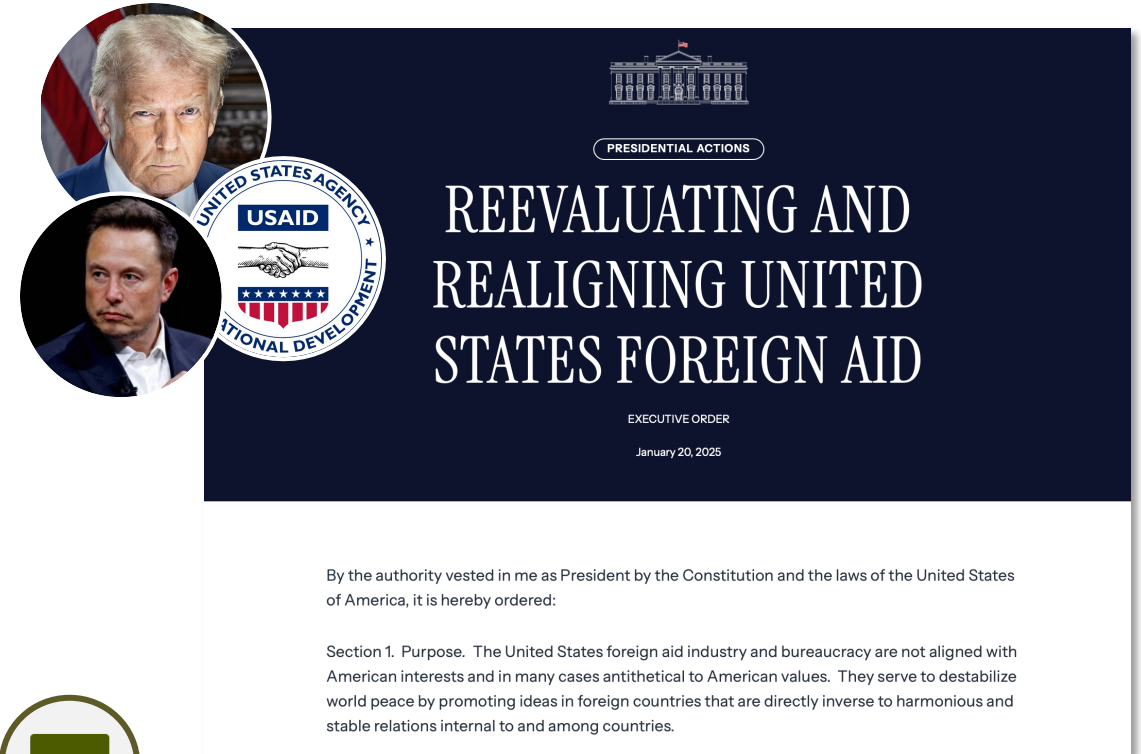 UNITED STATES AGENCY
USAID
ATIONAL DEVELOPMENT
PRESIDENTIAL ACTIONS
REEVALUATING AND
REALIGNING UNITED
STATES FOREIGN AID
EXECUTIVE ORDER
January 20, 2025
By the authority vested in me as President by the Constitution and the laws of the United States
of America, it is hereby ordered:
Section 1.  Purpose.  The United States foreign aid industry and bureaucracy are not aligned with
American interests and in many cases antithetical to American values.  They serve to destabilize
world peace by promoting ideas in foreign countries that are directly inverse to harmonious and
stable relations internal to and among countries.